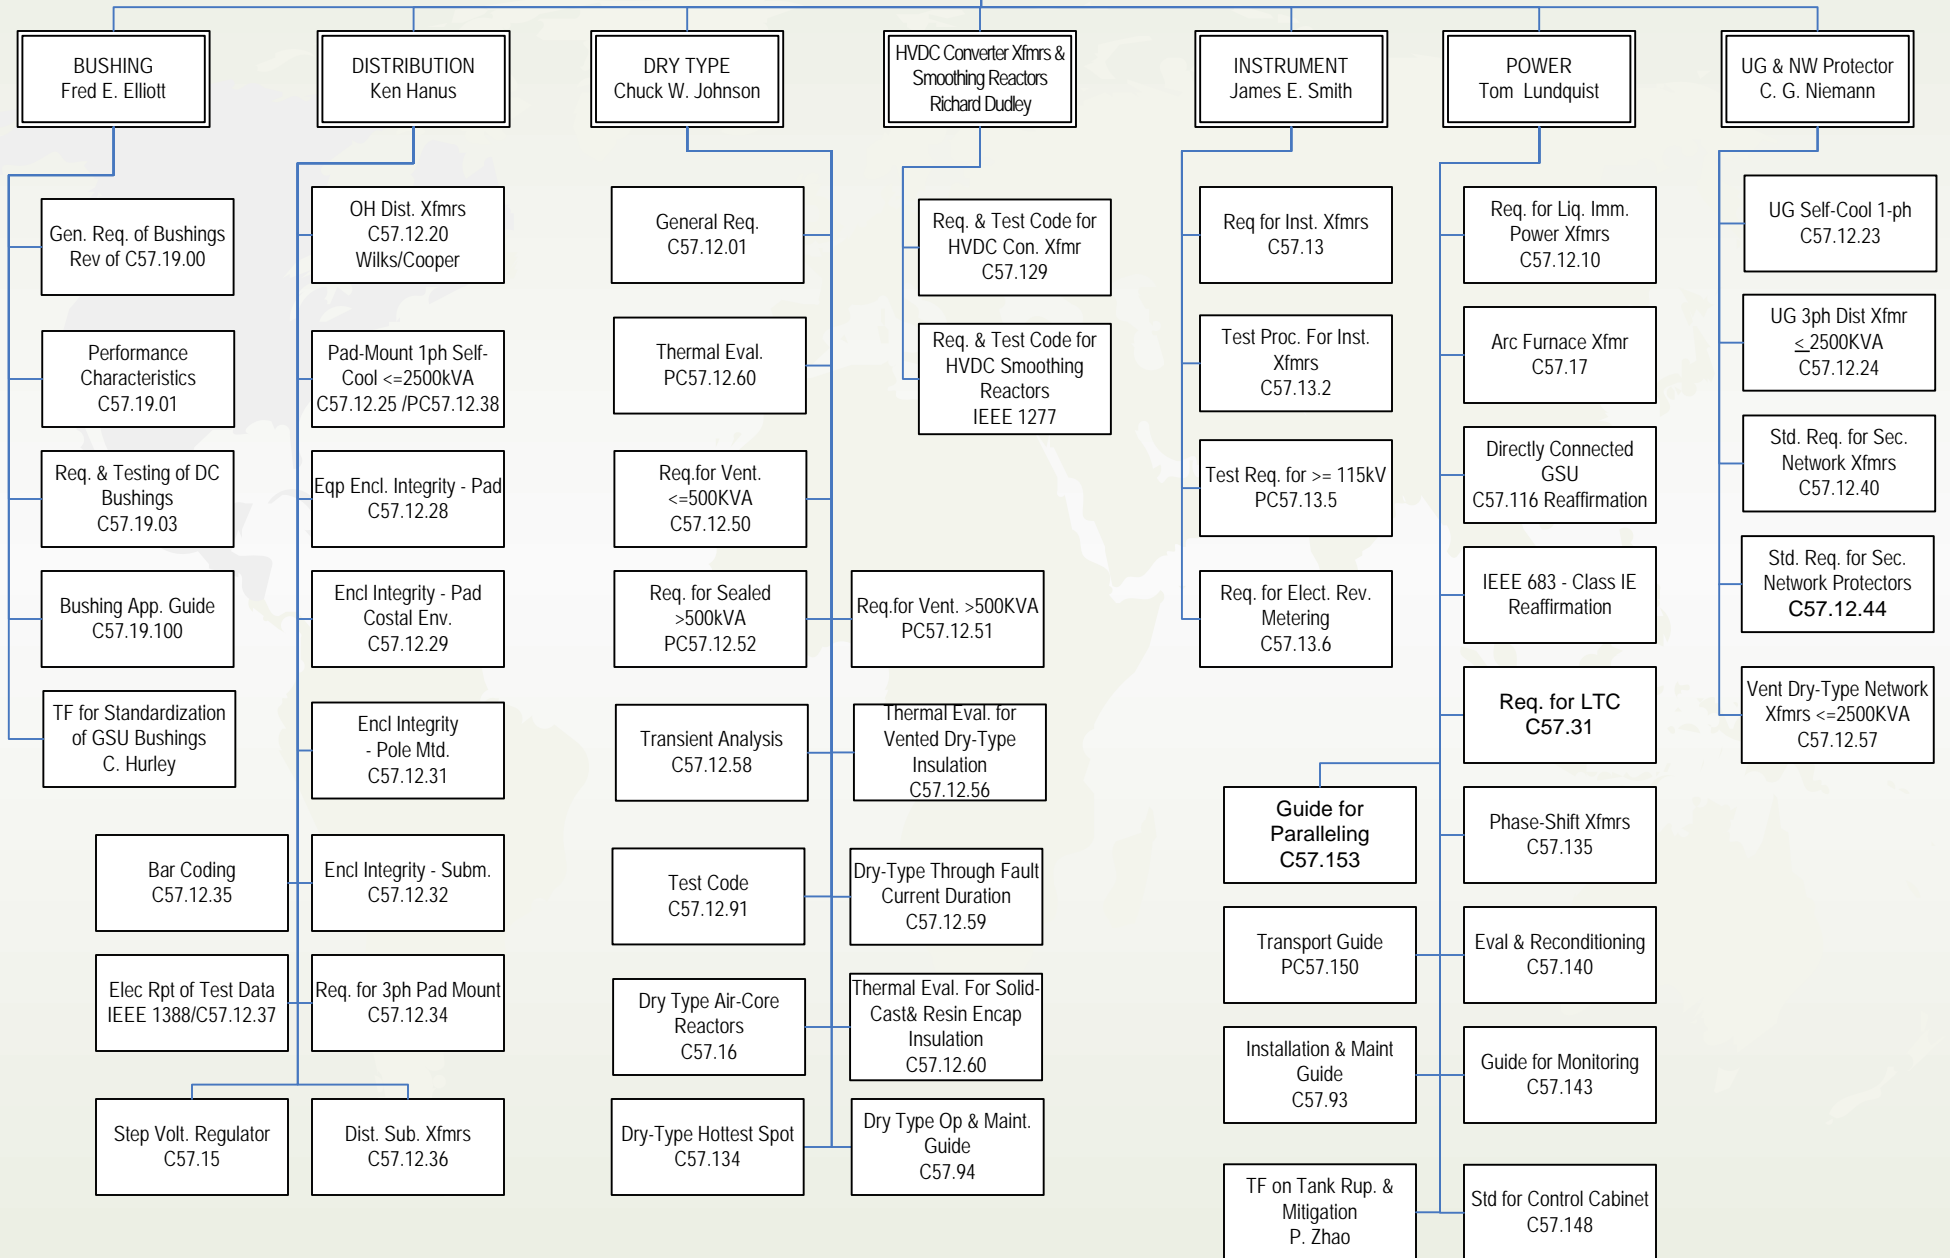 BUSHING
Fred E. Elliott
DISTRIBUTION
Ken Hanus
DRY TYPE
Chuck W. Johnson
HVDC Converter Xfmrs &
Smoothing Reactors
Richard Dudley
INSTRUMENT
James E. Smith
POWER
Tom Lundquist
UG & NW Protector
C. G. Niemann
Gen. Req. of Bushings
Rev of C57.19.00
Performance
Characteristics
C57.19.01
Req. & Testing of DC
Bushings
C57.19.03
Bushing App. Guide
C57.19.100
TF for Standardization
of GSU Bushings
C. Hurley
OH Dist. Xfmrs
C57.12.20
Wilks/Cooper
Pad-Mount 1ph Self-
Cool <=2500kVA
C57.12.25 /PC57.12.38
Eqp Encl. Integrity - Pad
C57.12.28
Encl Integrity - Pad
Costal Env.
C57.12.29
Encl Integrity
- Pole Mtd.
C57.12.31
Bar Coding
C57.12.35
Encl Integrity - Subm.
C57.12.32
Elec Rpt of Test Data
IEEE 1388/C57.12.37
Req. for 3ph Pad Mount
C57.12.34
Step Volt. Regulator
C57.15
Dist. Sub. Xfmrs
C57.12.36
General Req.
C57.12.01
Thermal Eval.
PC57.12.60
Req.for Vent.
<=500KVA
C57.12.50
Req. for Sealed
>500kVA
PC57.12.52
Req.for Vent. >500KVA
PC57.12.51
Transient Analysis
C57.12.58
Thermal Eval. for
Vented Dry-Type
Insulation
C57.12.56
Test Code
C57.12.91
Dry-Type Through Fault
Current Duration
C57.12.59
Dry Type Air-Core
Reactors
C57.16
Thermal Eval. For Solid-
Cast& Resin Encap
Insulation
C57.12.60
Dry-Type Hottest Spot
C57.134
Dry Type Op & Maint.
Guide
C57.94
Req. & Test Code for
HVDC Con. Xfmr
C57.129
Req. & Test Code for
HVDC Smoothing
Reactors
IEEE 1277
Req for Inst. Xfmrs
C57.13
Test Proc. For Inst.
Xfmrs
C57.13.2
Test Req. for >= 115kV
PC57.13.5
Req. for Elect. Rev.
Metering
C57.13.6
Req. for Liq. Imm.
Power Xfmrs
C57.12.10
Arc Furnace Xfmr
C57.17
Directly Connected
GSU
C57.116 Reaffirmation
IEEE 683 - Class IE
Reaffirmation
Req. for LTC
C57.31
Guide for
Paralleling
C57.153
Phase-Shift Xfmrs
C57.135
Transport Guide
PC57.150
Eval & Reconditioning
C57.140
Installation & Maint
Guide
C57.93
Guide for Monitoring
C57.143
TF on Tank Rup. &
Mitigation
P. Zhao
Std for Control Cabinet
C57.148
UG Self-Cool 1-ph
C57.12.23
UG 3ph Dist Xfmr
< 2500KVA
C57.12.24
Std. Req. for Sec.
Network Xfmrs
C57.12.40
Std. Req. for Sec.
Network Protectors
C57.12.44
Vent Dry-Type Network
Xfmrs <=2500KVA
C57.12.57